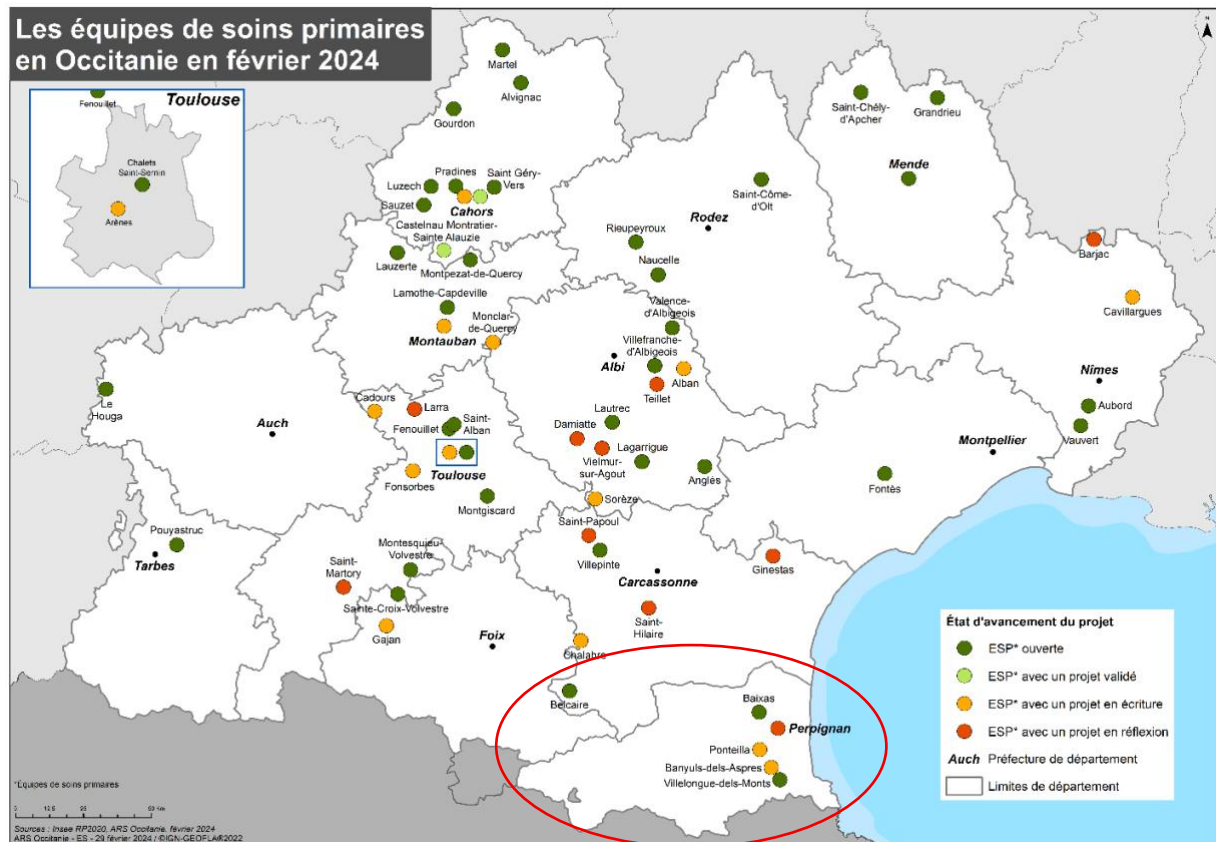 Les équipes de soins primaires
en Occitanie en février 2024
Toulouse
Fenouillet
Chalets
Saint-Sernin
Arènes
Martel
Alvignac
Gourdon
Pradines
Saint Géry-
Vers
Luzech
Sauzet
Cahors
Castelnau Montratier-
Sainte Alauzie
Lauzerte
Montpezat-de-Quercy
Lamothe-Capdeville
Monclar-
de-Quercy
Montauban
Saint-Chély-
d'Apcher
Grandrieu
Mende
Saint-Côme-
d'Olt
Rodez
Rieupeyroux
Naucelle
Barjac
Cavillargues
Nîmes
Aubord
Vauvert
Valence-
d'Albigeois
Villefranche-
d'Albigeois
Albi
Alban
Teillet
Lautrec
Damiatte
Lagarrigue
Vielmur-
sur-Agout
Anglès
Sorèze
Le
Houga
Auch
Cadours
Larra
Saint-
Alban
Fenouillet
Toulouse
Fonsorbes
Montgiscard
Montpellier
Fontès
Pouyastruc
Tarbes
Saint-
Martory
Montesquieu-
Volvestre
Sainte-Croix-Volvestre
Gajan
Foix
Saint-Papoul
Villepinte
Carcassonne
Ginestas
Saint-
Hilaire
Chalabre
Belcaire
Baixas
Perpignan
Ponteilla
Banyuls-dels-Aspres
Villelongue-dels-Monts
État d'avancement du projet
ESP* ouverte
ESP* avec un projet validé
ESP* avec un projet en écriture
ESP* avec un projet en réflexion
Auch Préfecture de département
Limites de département
N
*Équipes de soins primaires
0 12,5 25 50 Km
Sources : Insee RP2020, ARS Occitanie, février 2024
ARS Occitanie - ES - 29 février 2024 / ©IGN-GEOFLA®2022